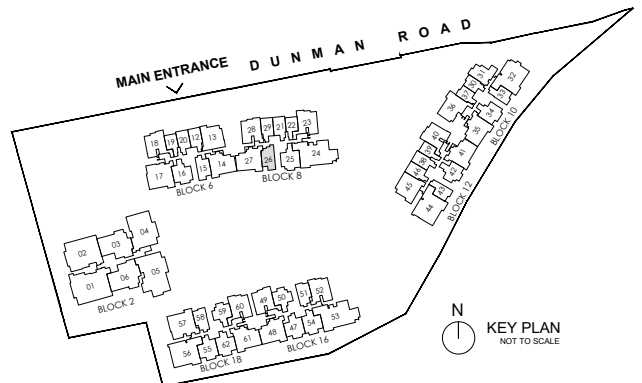 DUNMAN ROAD
MAIN ENTRANCE
18 19 20 12 13
17 16 15 14
BLOCK 6
28 29 21 22 23
27 26 25 24
BLOCK 8
31 32
30
37 33
36 34
35
BLOCK 10
40 41
39
38 42
46 43
45 44
BLOCK 12
02 03 04
01 06 05
BLOCK 2
57 58 59 60 49 50 51 52
56 55 62 61 48 47 54 53
BLOCK 18
BLOCK 16
N
KEY PLAN
NOT TO SCALE